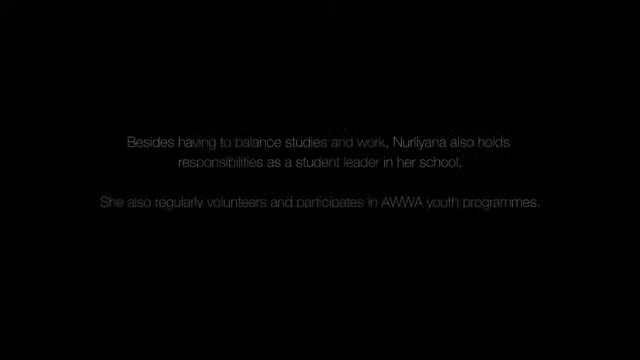 Besides having to balance studies and work, Nurliyana also holds
responsibilities as a student leader in her school.
She also regularly volunteers and participates in AWWA youth programmes.